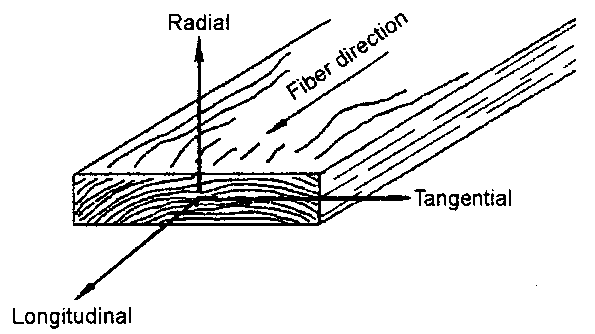 Radial
Fiber direction
Tangential
Longitudinal